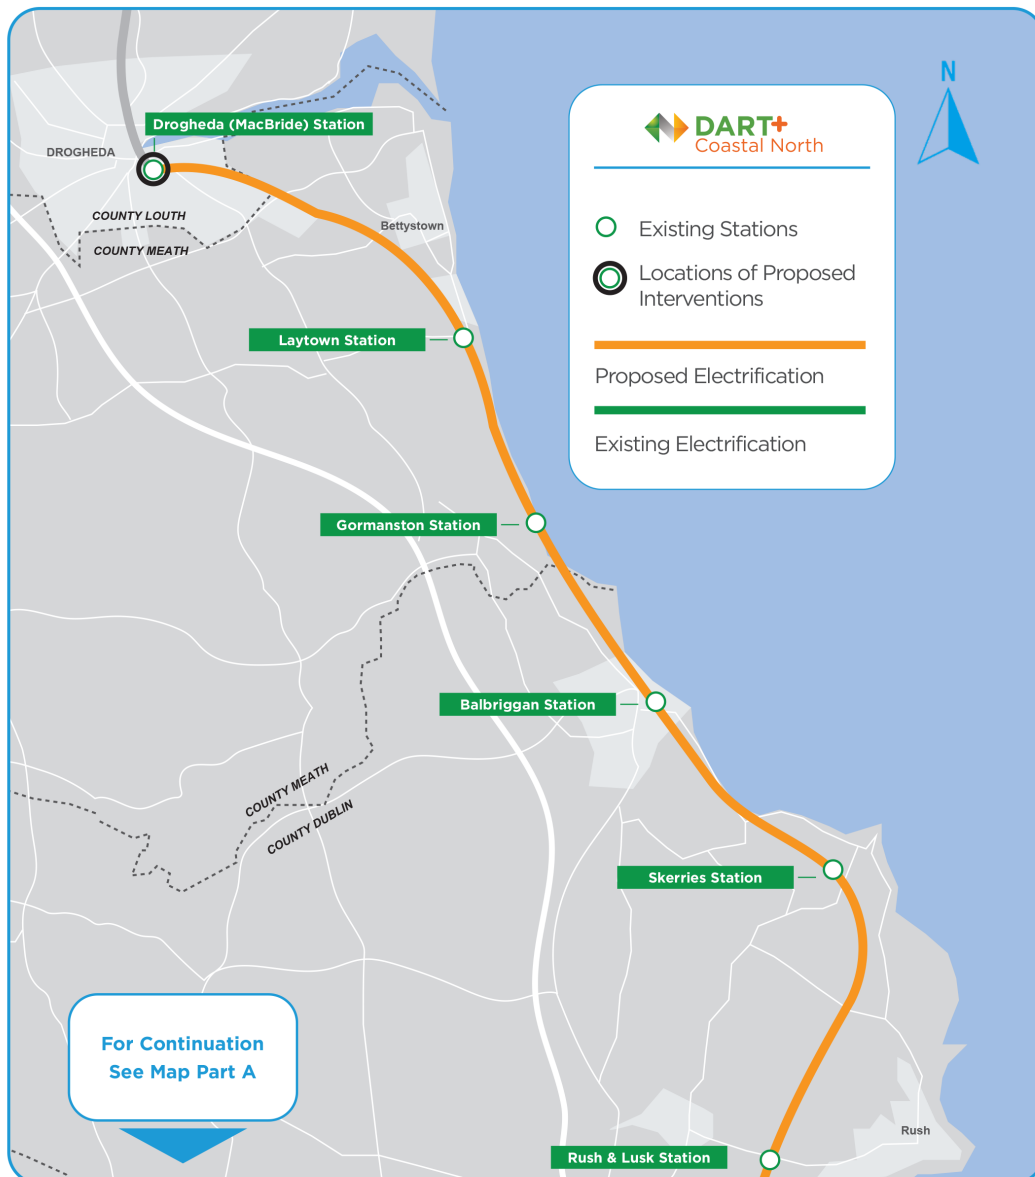 N
DART+
Coastal North
Existing Stations
Locations of Proposed
Interventions
Proposed Electrification
Existing Electrification
Drogheda (MacBride) Station
DROGHEDA
COUNTY LOUTH
COUNTY MEATH
Bettystown
Laytown Station
Gormanston Station
Balbriggan Station
COUNTY MEATH
COUNTY DUBLIN
Skerries Station
For Continuation
See Map Part A
Rush
Rush & Lusk Station